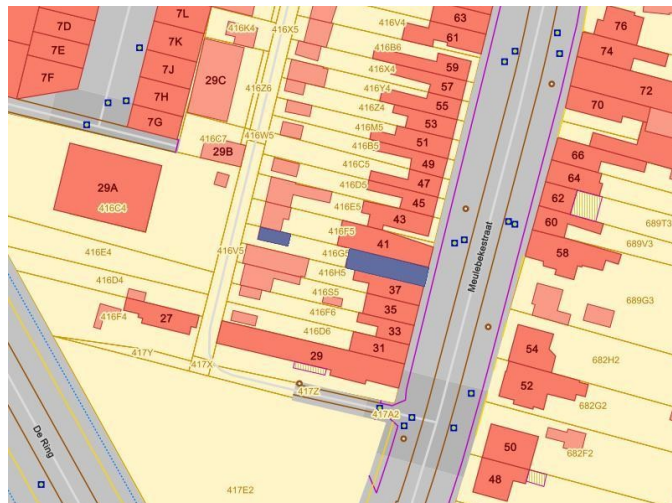 7D
7E
7F
7L
7K
7J
7H
7G
416K4
29C
416C7
29B
29A
416C4
416E4
416D4
416F4
27
417Y
417X
416X5
416Z6
416W5
416V5
416V4
416B6
416X4
416Y4
416Z4
416M5
416B5
416C5
416D5
416E5
416F5
416G5
416H5
416S5
416F6
416D6
63
61
59
57
55
53
51
49
47
45
43
41
37
35
33
31
29
417Z
417A2
417E2
De Ring
Meulebekestraat
76
74
72
70
66
64
62
60
58
689T3
689V3
689G3
54
52
682H2
682G2
50
48
682F2